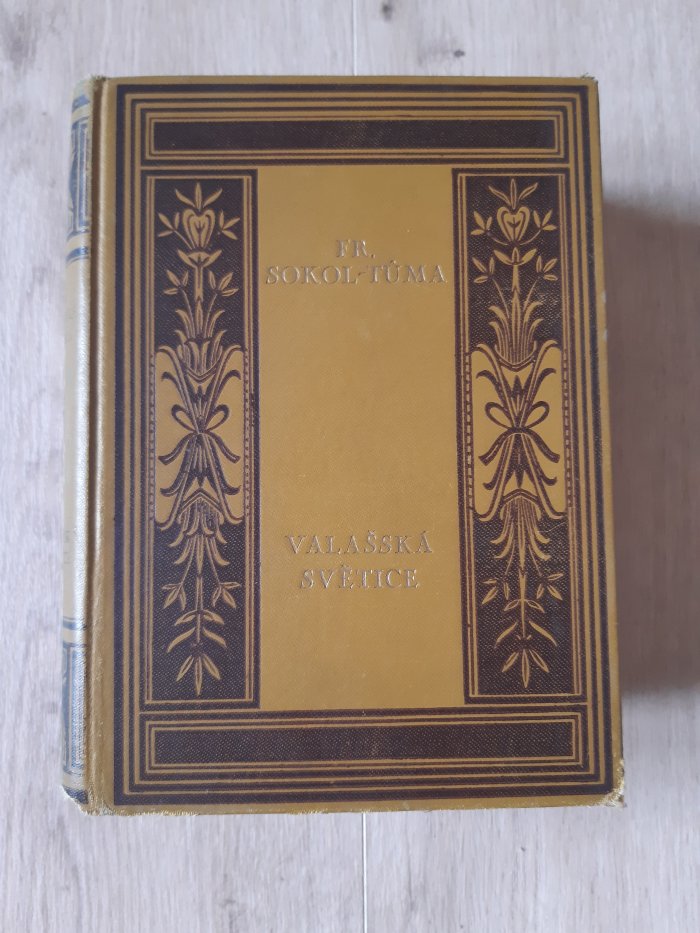 FR.
SOKOL-TŮMA
VALAŠSKÁ
SVĚTICE